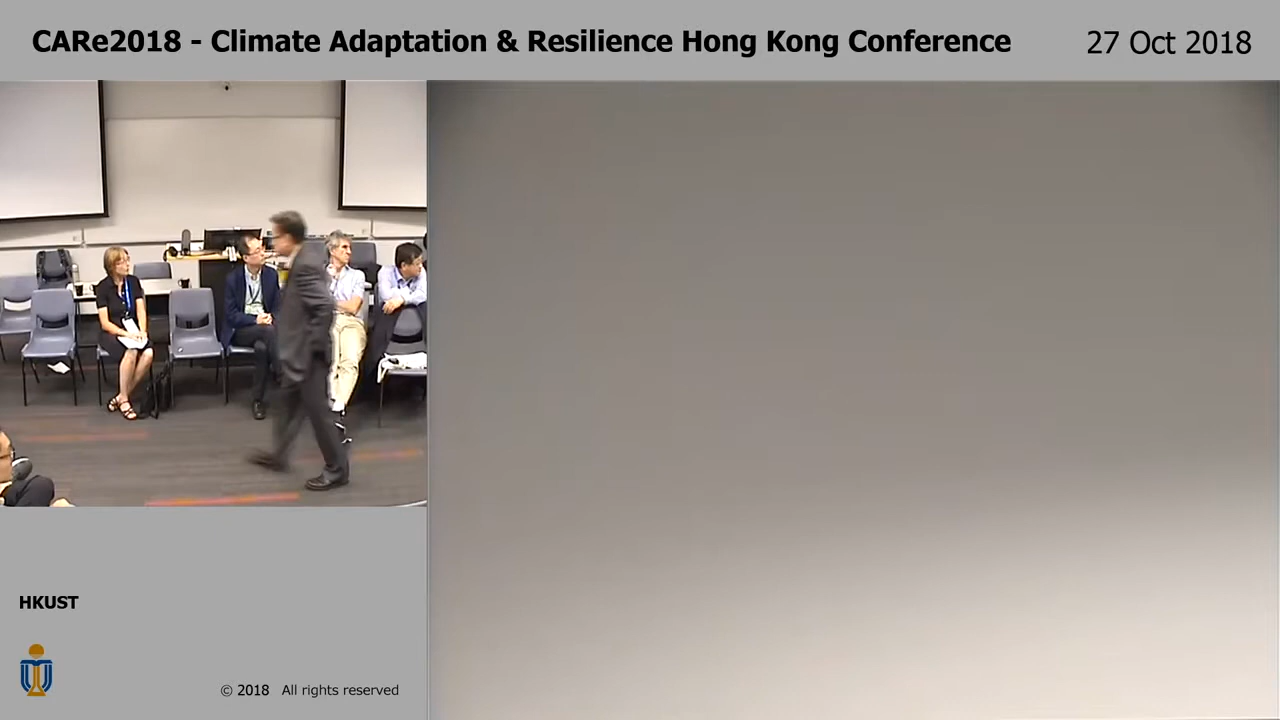 CARe2018 - Climate Adaptation & Resilience Hong Kong Conference
27 Oct 2018
HKUST
© 2018 All rights reserved